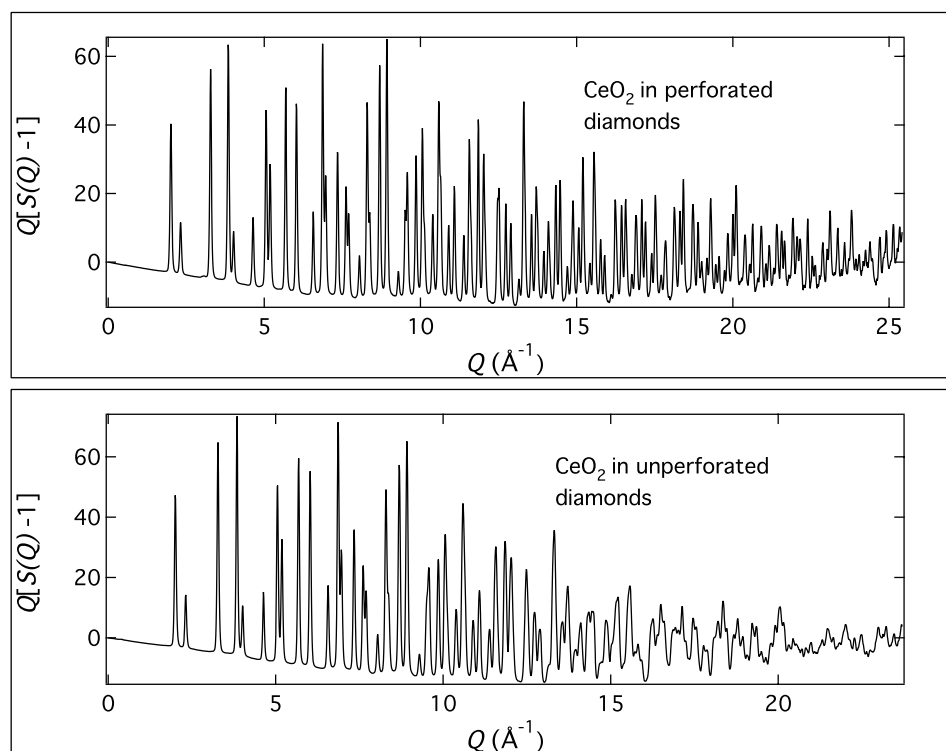 60
40
20
0
Q[S(Q) -1]
CeO₂ in perforated
diamonds
0
5
10
15
20
25
Q (Å⁻¹)
60
40
20
0
Q[S(Q) -1]
CeO₂ in unperforated
diamonds
0
5
10
15
20
Q (Å⁻¹)